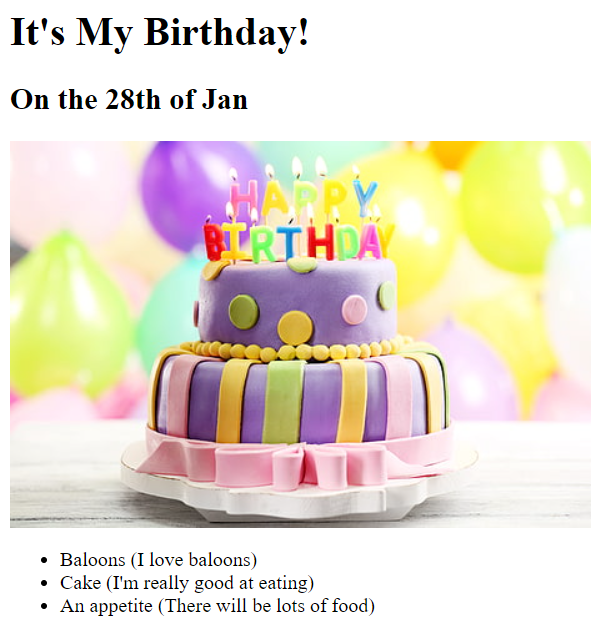 It's My Birthday!
On the 28th of Jan
HAPPY
BIRTHDAY
Baloons (I love baloons)
Cake (I'm really good at eating)
An appetite (There will be lots of food)